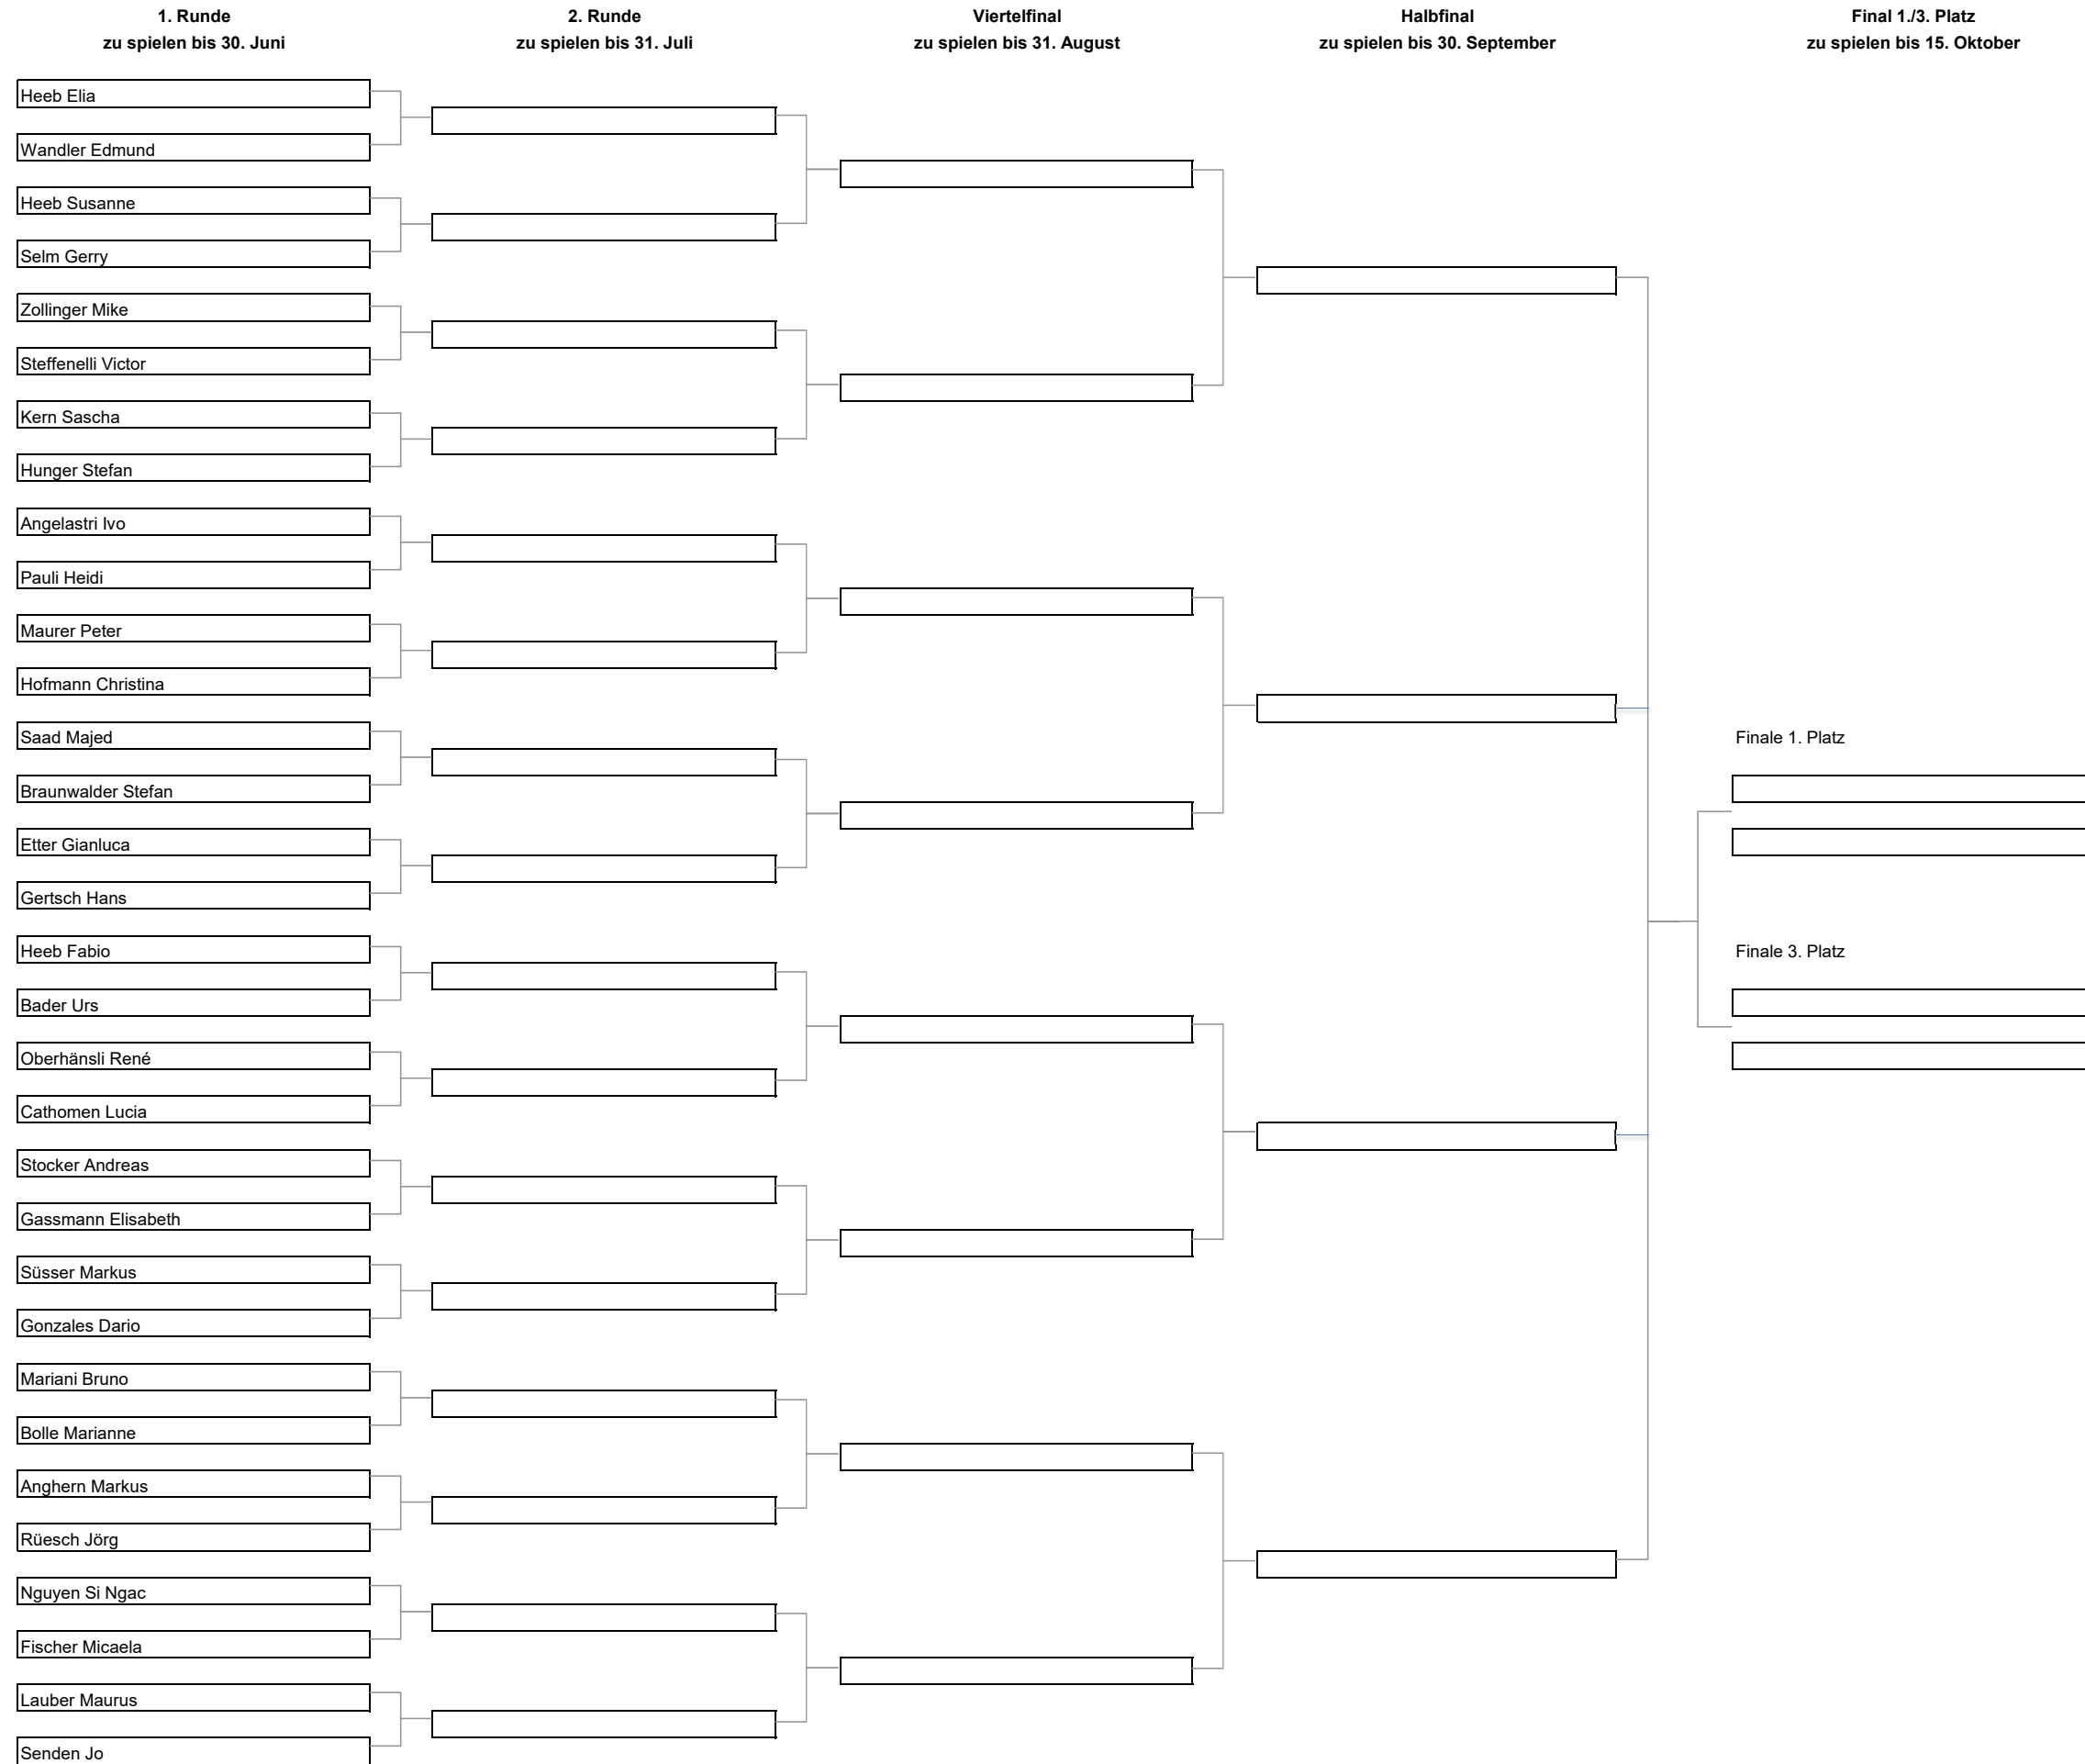 1. Runde
zu spielen bis 30. Juni
2. Runde
zu spielen bis 31. Juli
Viertelfinal
zu spielen bis 31. August
Halbfinal
zu spielen bis 30. September
Final 1./3. Platz
zu spielen bis 15. Oktober
Heeb Elia
Wandler Edmund
Heeb Susanne
Selm Gerry
Zollinger Mike
Steffenelli Victor
Kern Sascha
Hunger Stefan
Angelastri Ivo
Pauli Heidi
Maurer Peter
Hofmann Christina
Saad Majed
Braunwalder Stefan
Etter Gianluca
Gertsch Hans
Heeb Fabio
Bader Urs
Oberhänsli René
Cathomen Lucia
Stocker Andreas
Gassmann Elisabeth
Süsser Markus
Gonzales Dario
Mariani Bruno
Bolle Marianne
Anghern Markus
Rüesch Jörg
Nguyen Si Ngac
Fischer Micaela
Lauber Maurus
Senden Jo
Finale 1. Platz
Finale 3. Platz